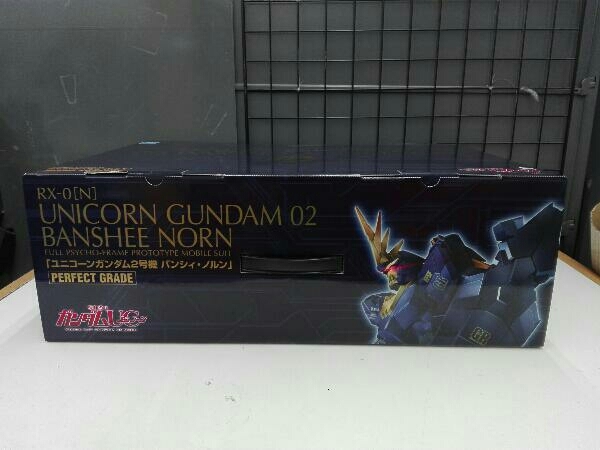 RX-0[N]
UNICORN GUNDAM 02
BANSHEE NORN
FULL PSYCHO-FRAME PROTOTYPE MOBILE SUIT
「ユニコーンガンダム2号機 バンシィ・ノルン」
PERFECT GRADE
機動戦士
ガンダムUC